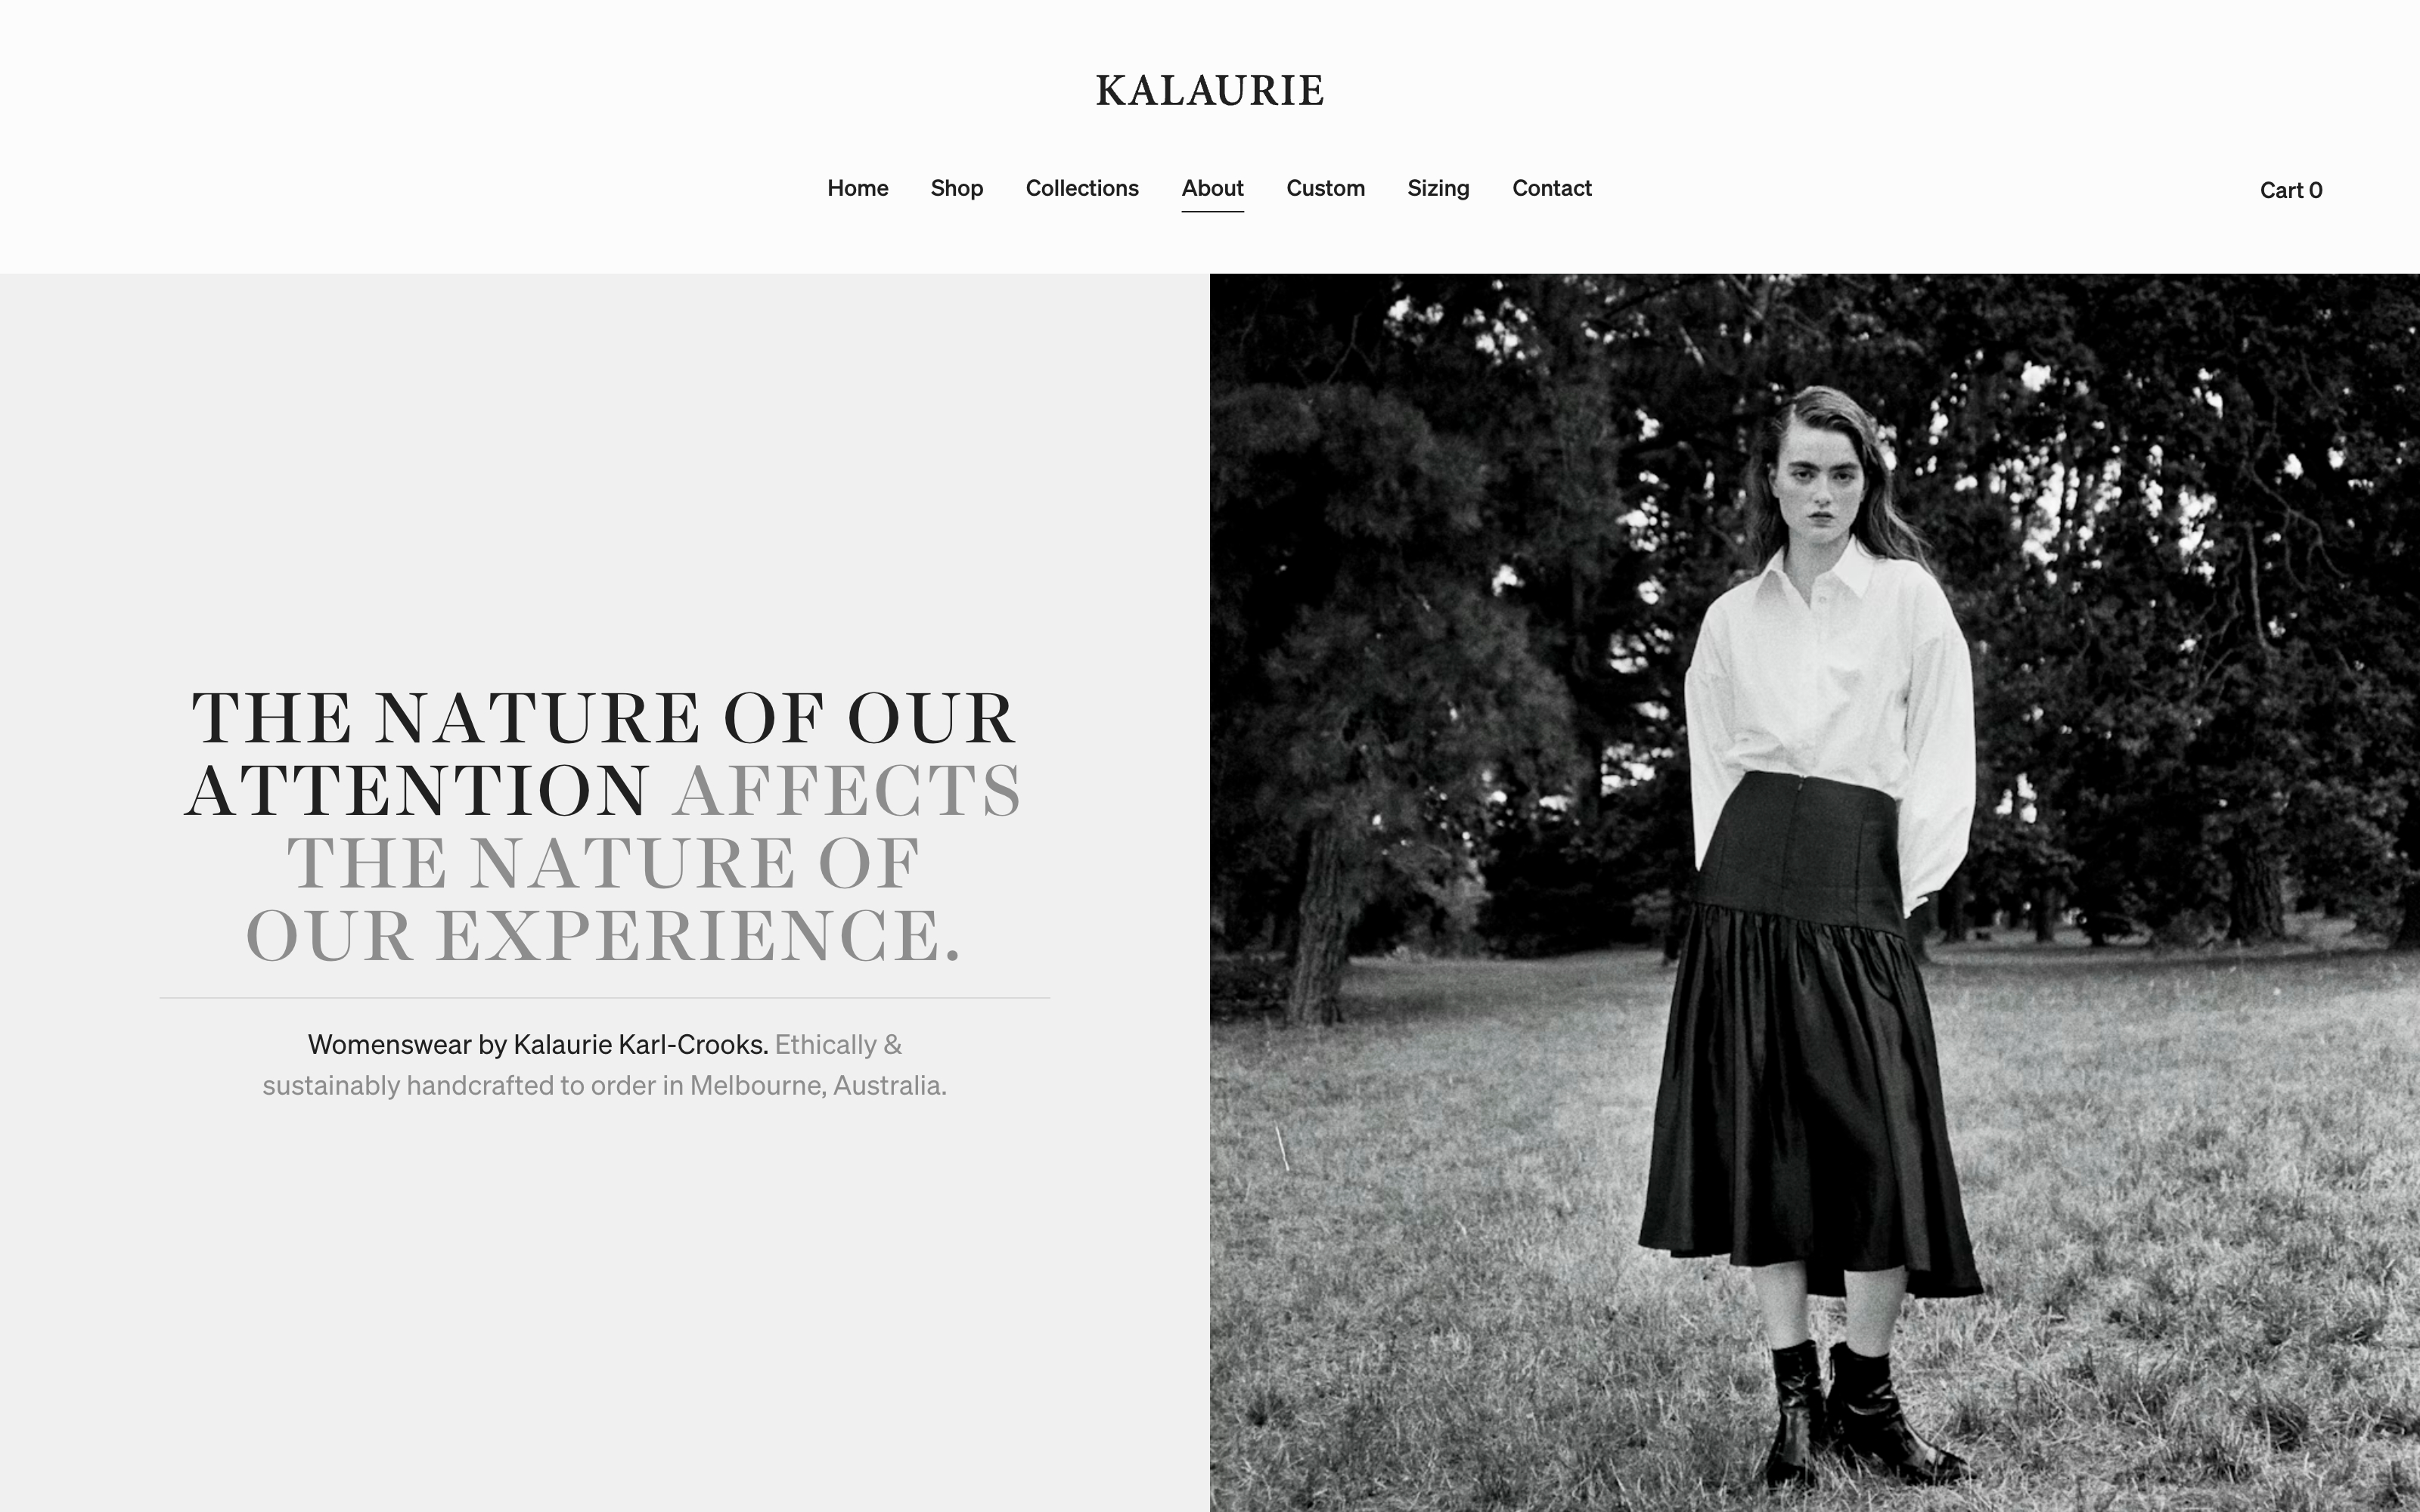 KALAURIE
Home Shop Collections About Custom Sizing Contact
Cart 0
THE NATURE OF OUR
ATTENTION AFFECTS
THE NATURE OF
OUR EXPERIENCE.
Womenswear by Kalaurie Karl-Crooks. Ethically &
sustainably handcrafted to order in Melbourne, Australia.